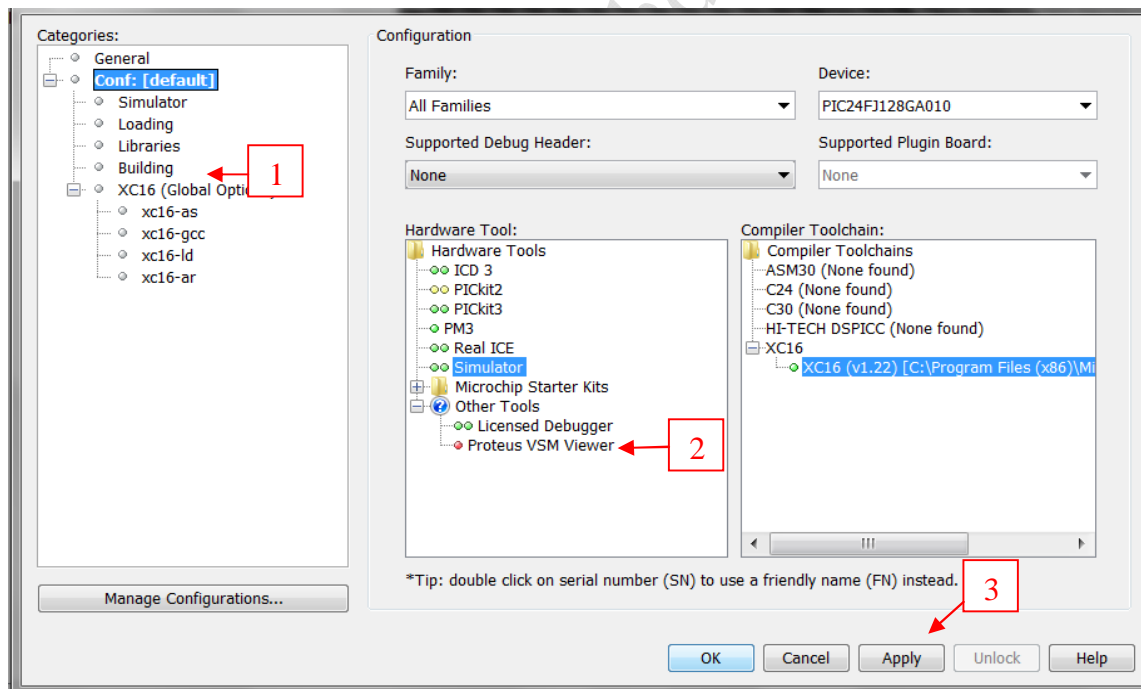 Categories:
General
Conf: [default]
Simulator
Loading
Libraries
Building
XC16 (Global Opti
xc16-as
xc16-gcc
xc16-ld
xc16-ar
Manage Configurations...
1
Configuration
Family:
All Families
Device:
PIC24FJ128GA010
Supported Debug Header:
None
Supported Plugin Board:
None
Hardware Tool:
Hardware Tools
ICD 3
PICkit2
PICkit3
PM3
Real ICE
Simulator
Microchip Starter Kits
Other Tools
Licensed Debugger
Proteus VSM Viewer
2
Compiler Toolchain:
Compiler Toolchains
ASM30 (None found)
C24 (None found)
C30 (None found)
HI-TECH DSPICC (None found)
XC16
XC16 (v1.22) [C:\Program Files (x86)\Mi
*Tip: double click on serial number (SN) to use a friendly name (FN) instead.
3
OK
Cancel
Apply
Unlock
Help